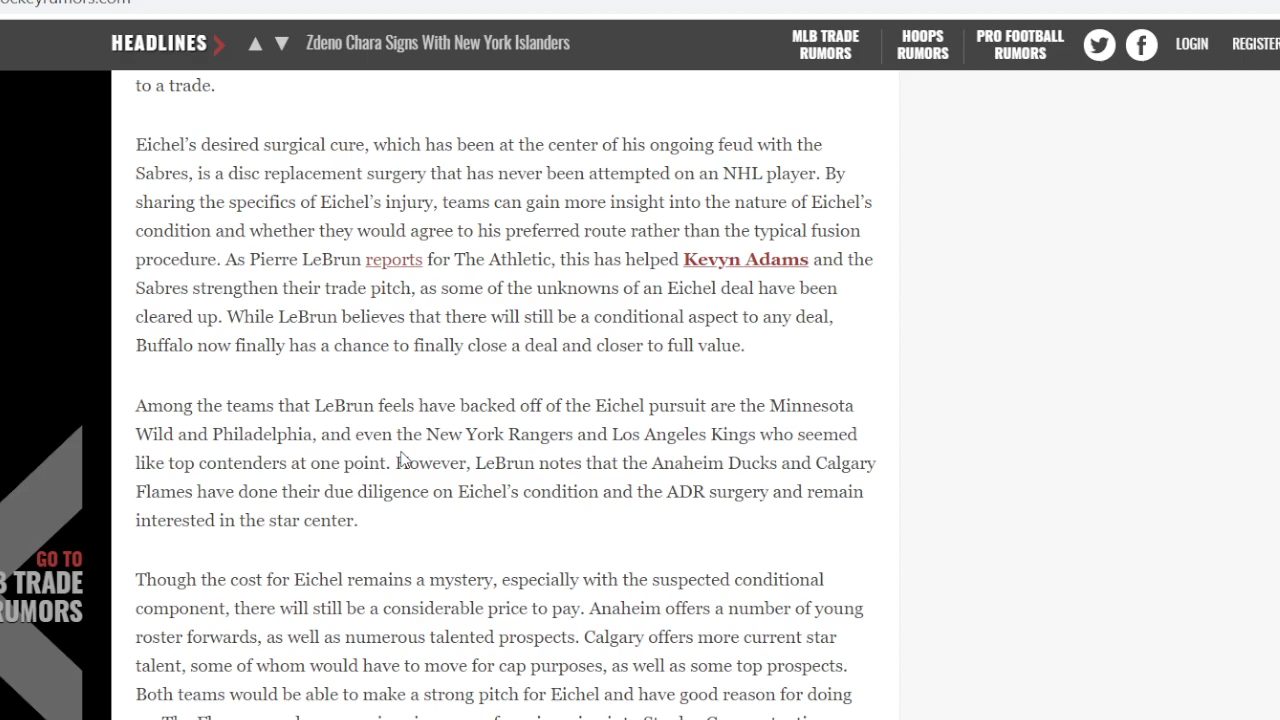 ockeyrumors.com
HEADLINES Zdeno Chara Signs With New York Islanders
MLB TRADE RUMORS
HOOPS RUMORS
PRO FOOTBALL RUMORS
LOGIN
REGISTER
to a trade.
Eichel's desired surgical cure, which has been at the center of his ongoing feud with the
Sabres, is a disc replacement surgery that has never been attempted on an NHL player. By
sharing the specifics of Eichel's injury, teams can gain more insight into the nature of Eichel's
condition and whether they would agree to his preferred route rather than the typical fusion
procedure. As Pierre LeBrun reports for The Athletic, this has helped Kevyn Adams and the
Sabres strengthen their trade pitch, as some of the unknowns of an Eichel deal have been
cleared up. While LeBrun believes that there will still be a conditional aspect to any deal,
Buffalo now finally has a chance to finally close a deal and closer to full value.
Among the teams that LeBrun feels have backed off of the Eichel pursuit are the Minnesota
Wild and Philadelphia, and even the New York Rangers and Los Angeles Kings who seemed
like top contenders at one point. However, LeBrun notes that the Anaheim Ducks and Calgary
Flames have done their due diligence on Eichel's condition and the ADR surgery and remain
interested in the star center.
Though the cost for Eichel remains a mystery, especially with the suspected conditional
component, there will still be a considerable price to pay. Anaheim offers a number of young
roster forwards, as well as numerous talented prospects. Calgary offers more current star
talent, some of whom would have to move for cap purposes, as well as some top prospects.
Both teams would be able to make a strong pitch for Eichel and have good reason for doing
GO TO
B TRADE
RUMORS